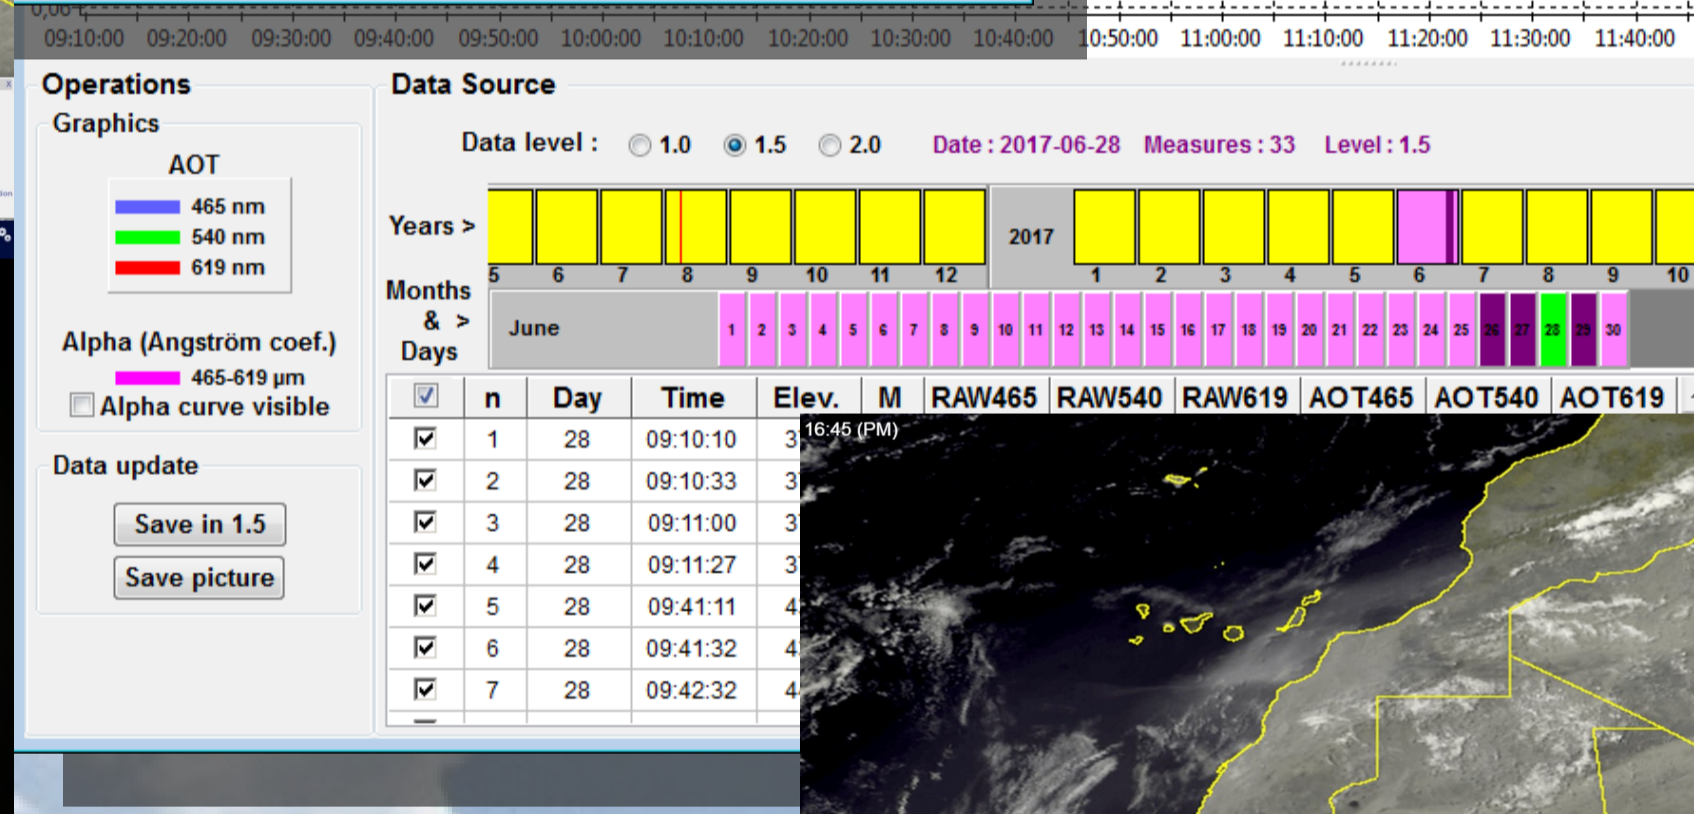 0,06
09:10:00 09:20:00 09:30:00 09:40:00 09:50:00 10:00:00 10:10:00 10:20:00 10:30:00 10:40:00 10:50:00 11:00:00 11:10:00 11:20:00 11:30:00 11:40:00
Operations
Graphics
AOT
465 nm
540 nm
619 nm
Alpha (Angström coef.)
465-619 µm
Alpha curve visible
Data update
Save in 1.5
Save picture
Data Source
Data level : 1.0 1.5 2.0 Date : 2017-06-28 Measures : 33 Level : 1.5
Years > 2017
5 6 7 8 9 10 11 12 1 2 3 4 5 6 7 8 9 10
Months & > Days
June 1 2 3 4 5 6 7 8 9 10 11 12 13 14 15 16 17 18 19 20 21 22 23 24 25 26 27 28 29 30
n Day Time Elev. M RAW465 RAW540 RAW619 AOT465 AOT540 AOT619
1 28 09:10:10 3
2 28 09:10:33 3
3 28 09:11:00 3
4 28 09:11:27 3
5 28 09:41:11 4
6 28 09:41:32 4
7 28 09:42:32 4
16:45 (PM)